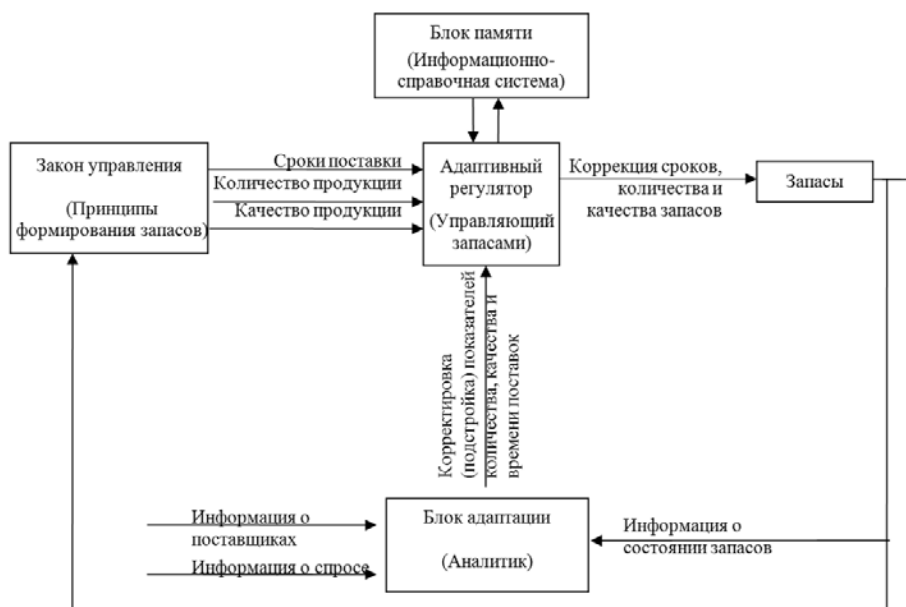 Блок памяти
(Информационно-
справочная система)
Закон управления
(Принципы
формирования запасов)
Сроки поставки
Количество продукции
Качество продукции
Адаптивный
регулятор
(Управляющий
запасами)
Коррекция сроков,
количества и
качества запасов
Запасы
Корректировка
(подстройка) показателей
количества, качества и
времени поставок
Информация о
поставщиках
Информация о спросе
Блок адаптации
(Аналитик)
Информация о
состоянии запасов